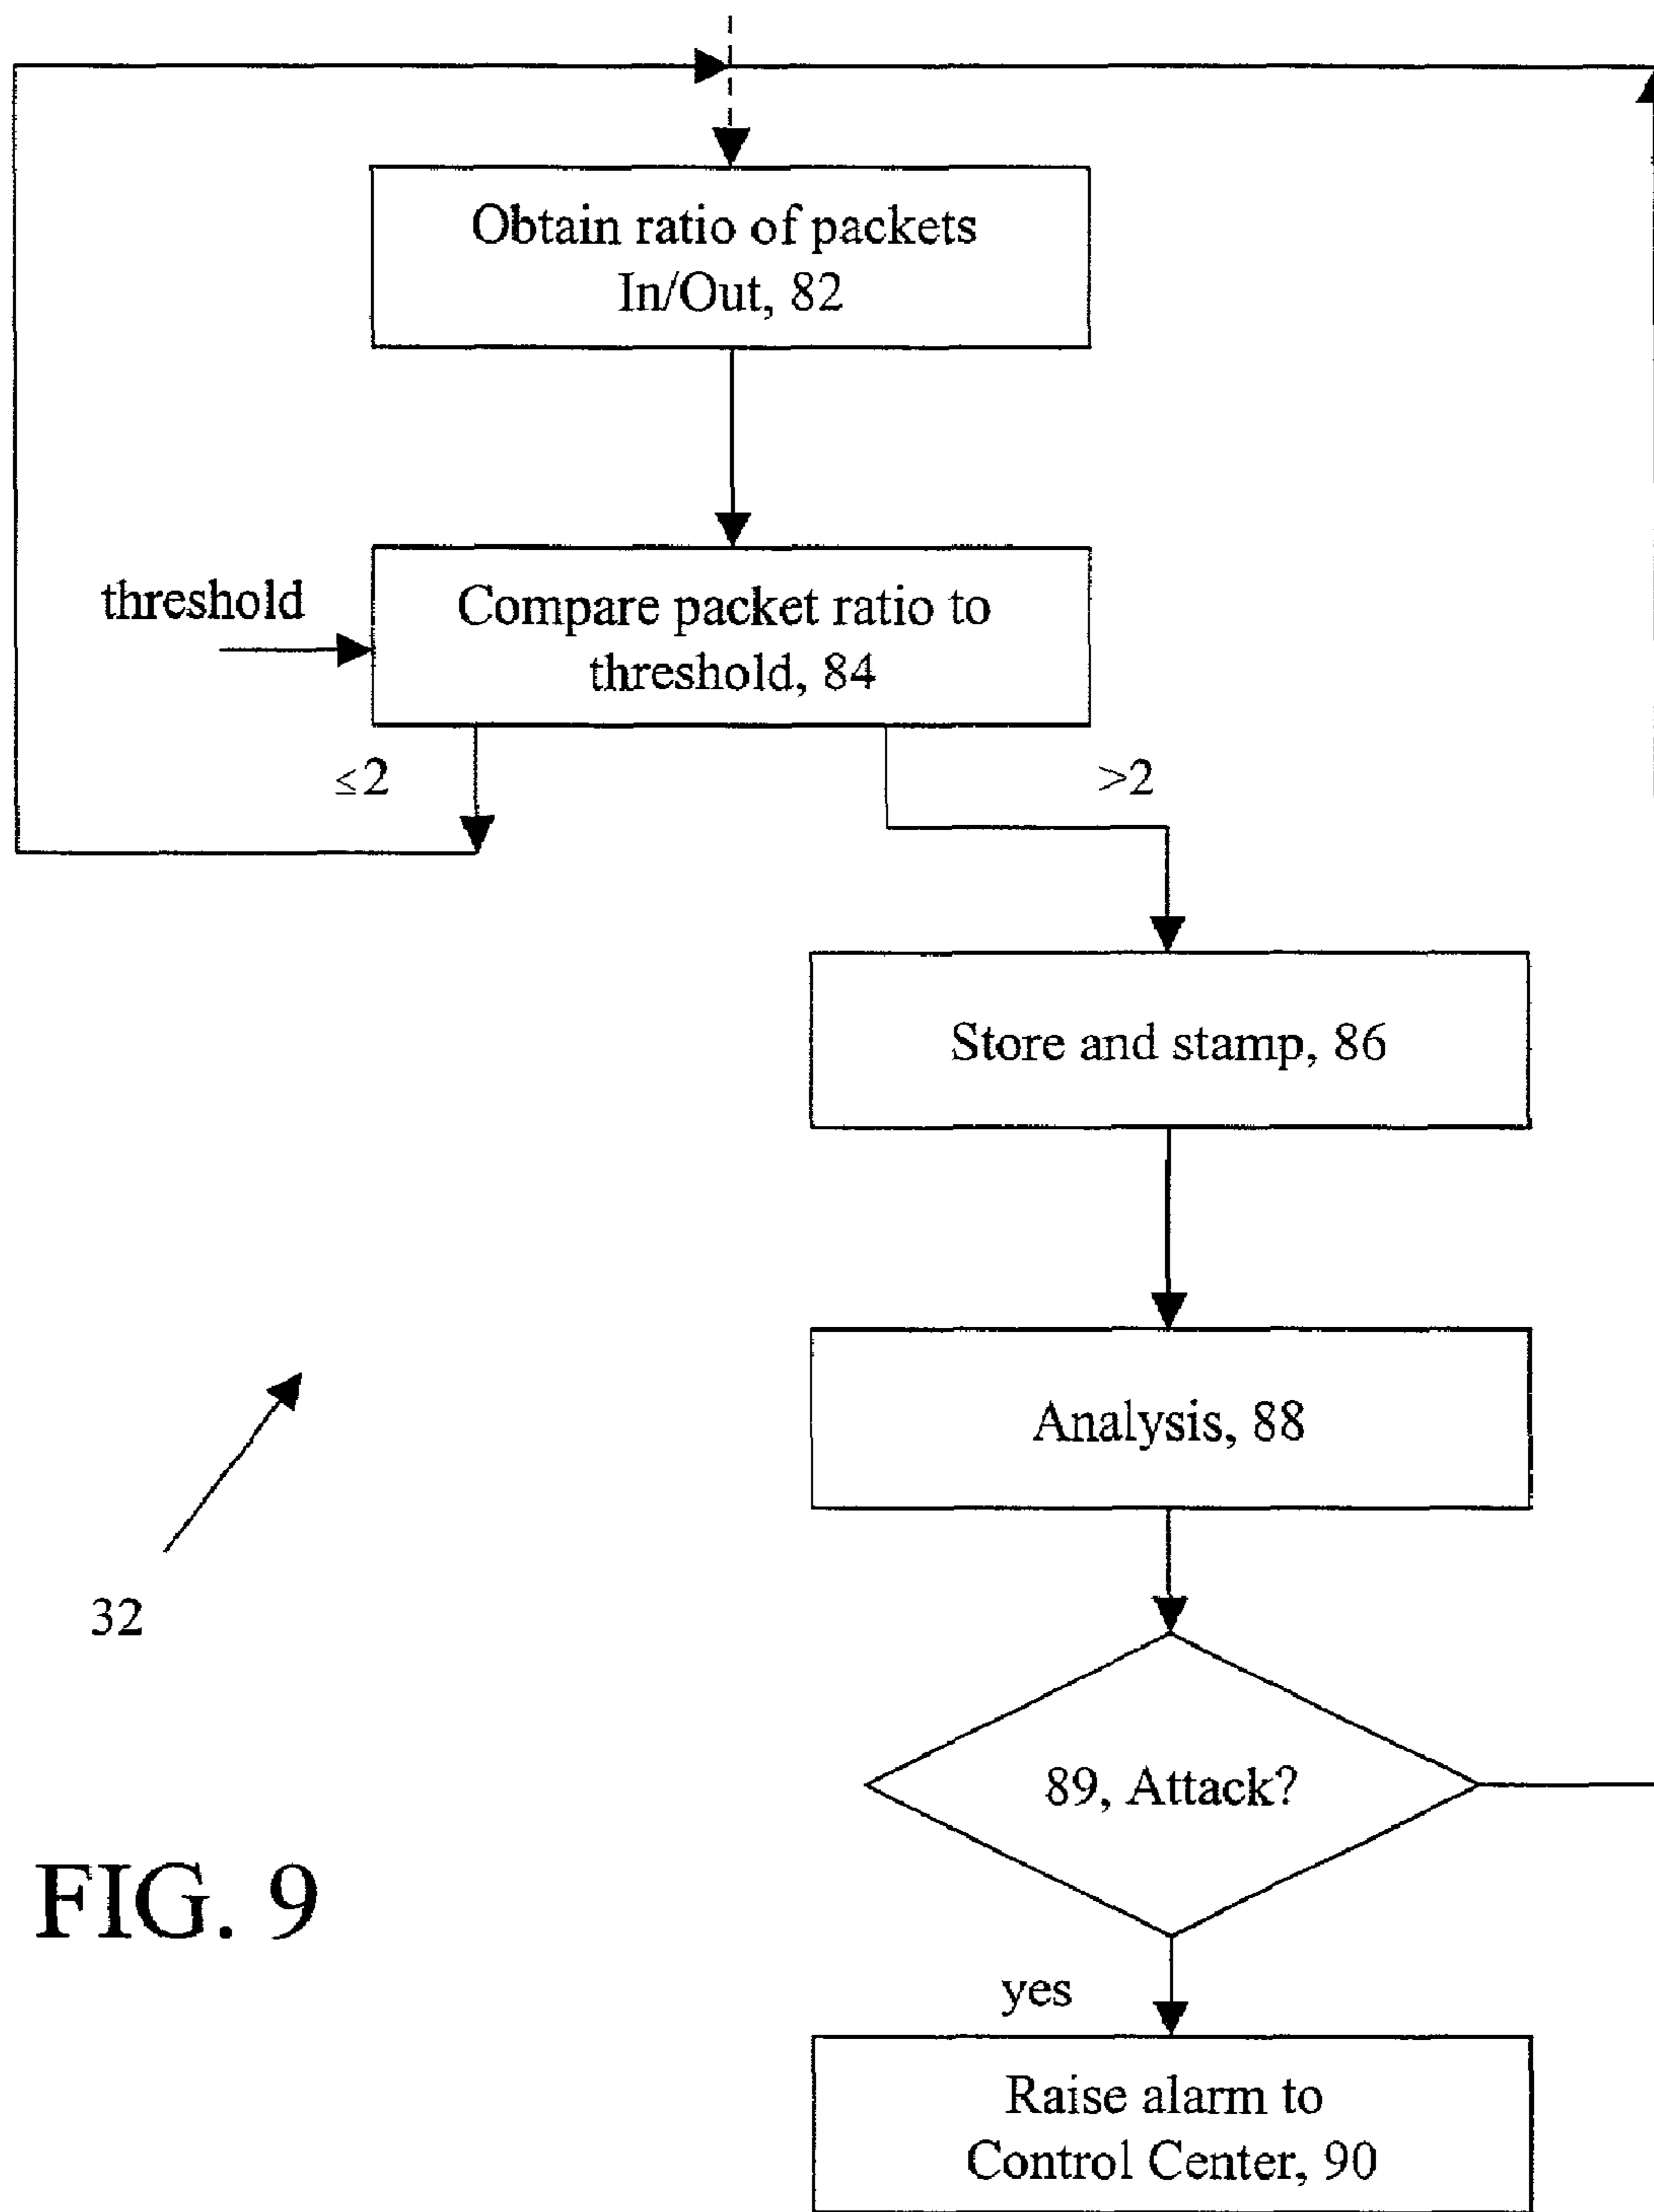 Obtain ratio of packets
In/Out, 82
threshold
Compare packet ratio to
threshold, 84
≤2
>2
Store and stamp, 86
Analysis, 88
32
89, Attack?
FIG. 9
yes
Raise alarm to
Control Center, 90